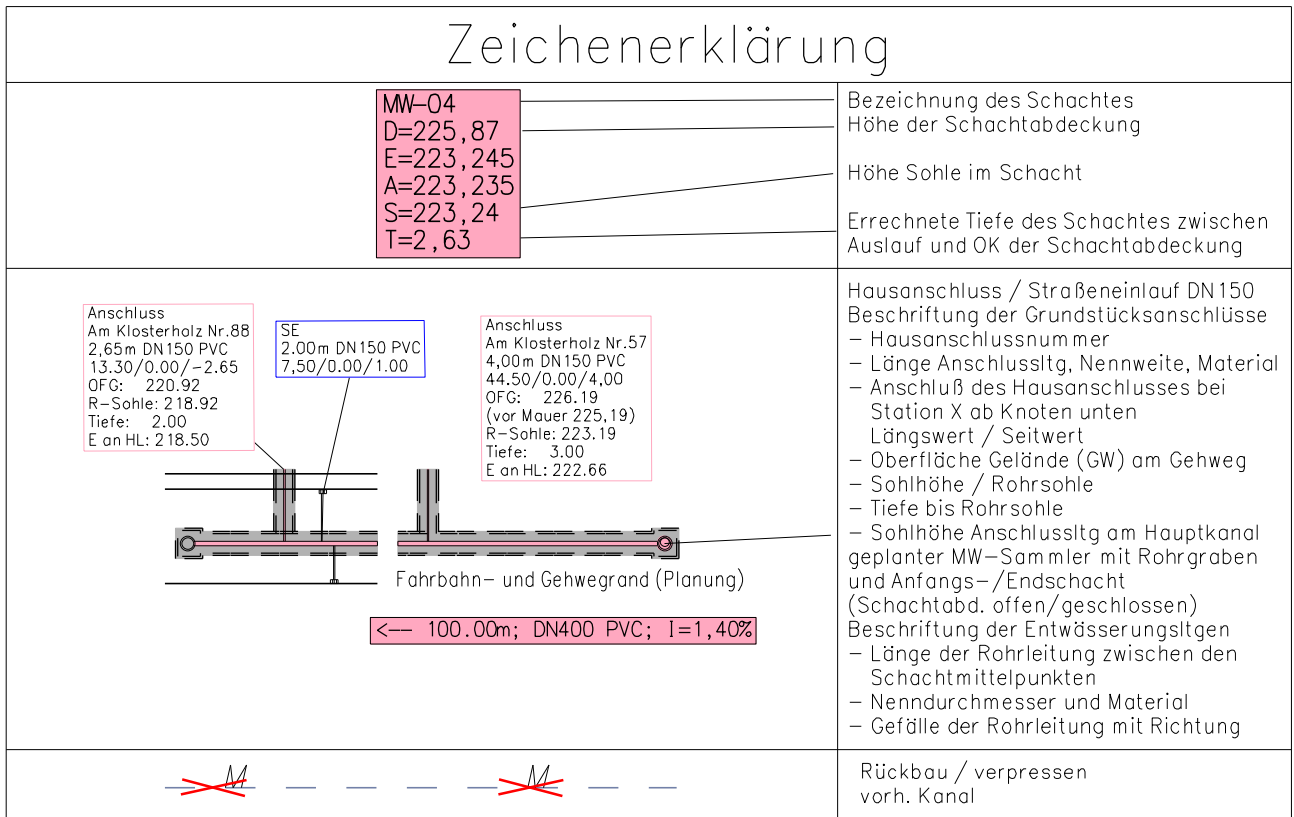 Zeichenerklärung
MW-04
D=225,87
E=223,245
A=223,235
S=223,24
T=2,63
Bezeichnung des Schachtes
Höhe der Schachtabdeckung
Höhe Sohle im Schacht
Errechnete Tiefe des Schachtes zwischen
Auslauf und OK der Schachtabdeckung
Anschluss
Am Klosterholz Nr.88
2,65m DN150 PVC
13.30/0.00/-2.65
OFG: 220.92
R-Sohle: 218.92
Tiefe: 2.00
E an HL: 218.50
SE
2.00m DN150 PVC
7,50/0.00/1.00
Anschluss
Am Klosterholz Nr.57
4,00m DN150 PVC
44.50/0.00/4,00
OFG: 226.19
(vor Mauer 225,19)
R-Sohle: 223.19
Tiefe: 3.00
E an HL: 222.66
Fahrbahn- und Gehwegrand (Planung)
<-- 100.00m; DN400 PVC; I=1,40%
Hausanschluss / Straßeneinlauf DN150
Beschriftung der Grundstücksanschlüsse
- Hausanschlussnummer
- Länge Anschlussltg, Nennweite, Material
- Anschluß des Hausanschlusses bei
Station X ab Knoten unten
Längswert / Seitwert
- Oberfläche Gelände (GW) am Gehweg
- Sohlhöhe / Rohrsohle
- Tiefe bis Rohrsohle
- Sohlhöhe Anschlussltg am Hauptkanal
geplanter MW-Sammler mit Rohrgraben
und Anfangs-/Endschacht
(Schachtabd. offen/geschlossen)
Beschriftung der Entwässerungsltgen
- Länge der Rohrleitung zwischen den
Schachtmittelpunkten
- Nenndurchmesser und Material
- Gefälle der Rohrleitung mit Richtung
M
M
Rückbau / verpressen
vorh. Kanal